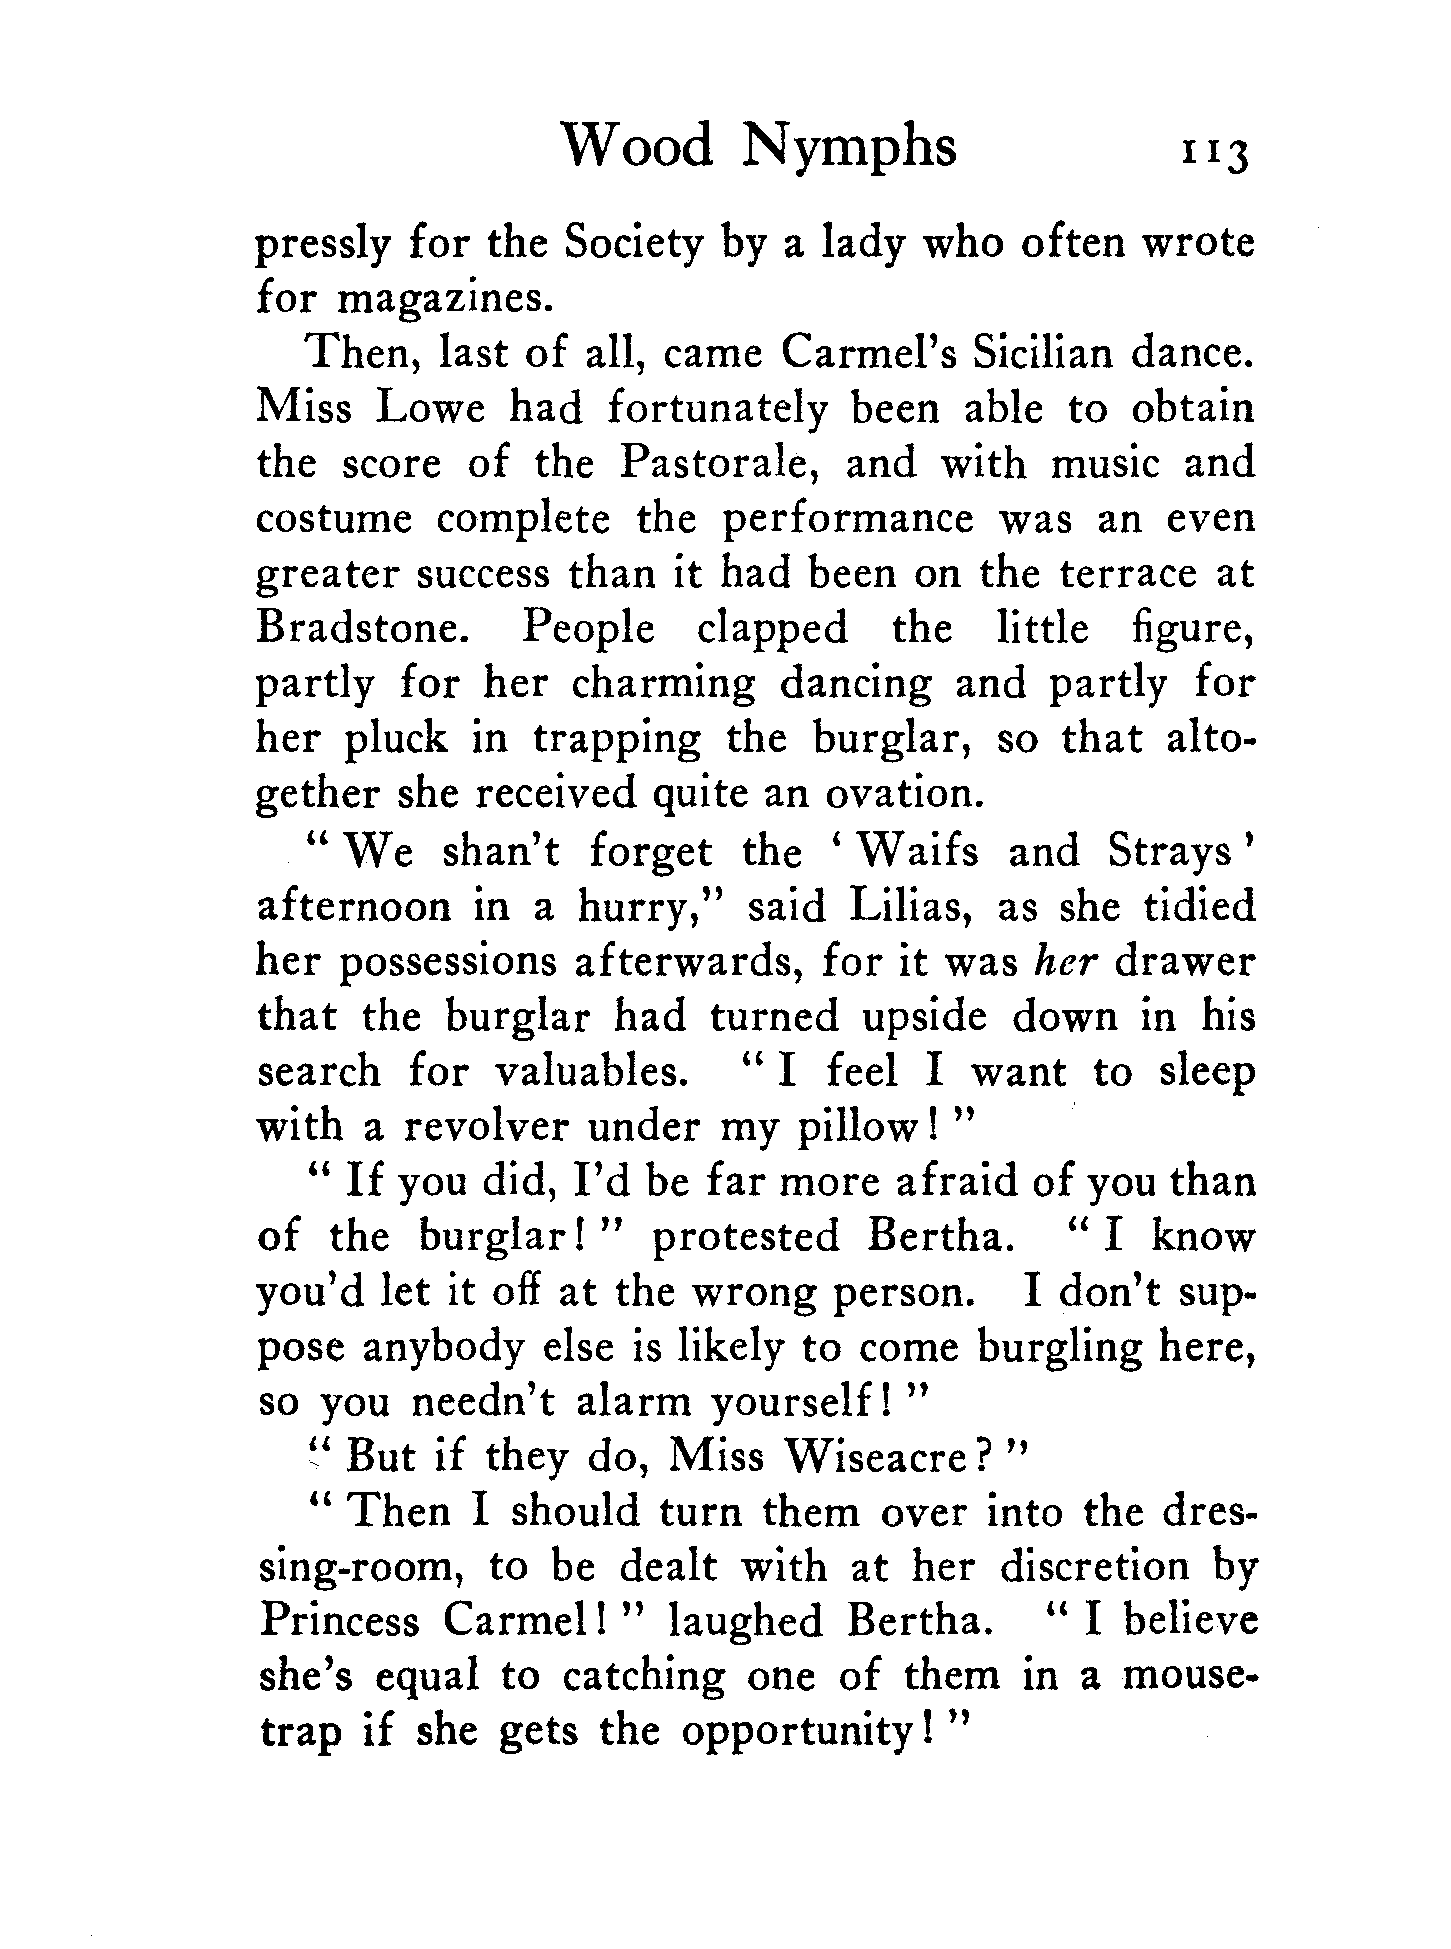 Wood Nymphs 113
pressly for the Society by a lady who often wrote
for magazines.
Then, last of all, came Carmel's Sicilian dance.
Miss Lowe had fortunately been able to obtain
the score of the Pastorale, and with music and
costume complete the performance was an even
greater success than it had been on the terrace at
Bradstone. People clapped the little figure,
partly for her charming dancing and partly for
her pluck in trapping the burglar, so that alto-
gether she received quite an ovation.
“ We shan't forget the ‘ Waifs and Strays ’
afternoon in a hurry,” said Lilias, as she tidied
her possessions afterwards, for it was her drawer
that the burglar had turned upside down in his
search for valuables. “ I feel I want to sleep
with a revolver under my pillow! ”
“ If you did, I'd be far more afraid of you than
of the burglar! ” protested Bertha. “ I know
you'd let it off at the wrong person. I don't sup-
pose anybody else is likely to come burgling here,
so you needn't alarm yourself! ”
“ But if they do, Miss Wiseacre? ”
“ Then I should turn them over into the dres-
sing-room, to be dealt with at her discretion by
Princess Carmel! ” laughed Bertha. “ I believe
she's equal to catching one of them in a mouse-
trap if she gets the opportunity! ”